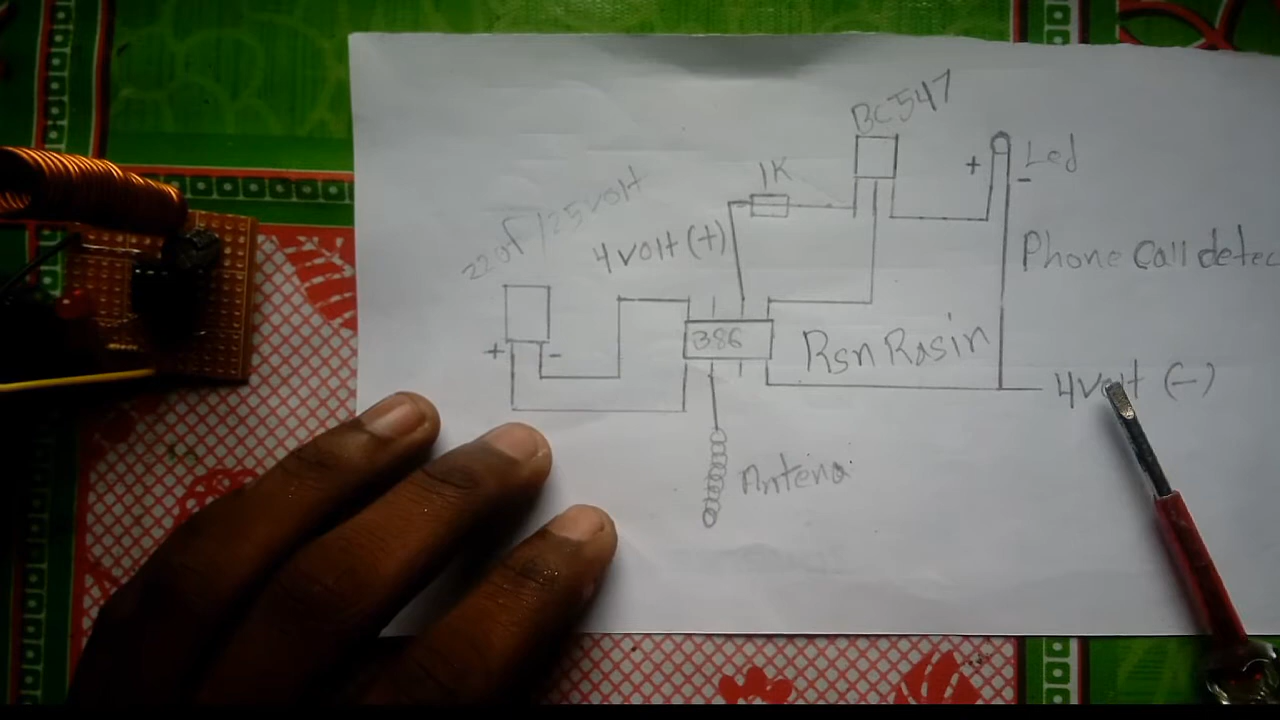 BC547
1K
+ Led -
22uf/25volt
4volt(+)
Phone Call detec
386
Rsn Rasin
+ -
4volt (-)
Antena